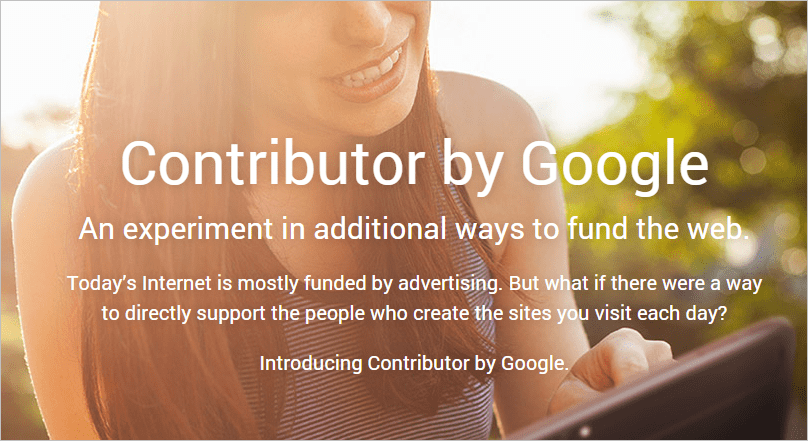 Contributor by Google
An experiment in additional ways to fund the web.
Today's Internet is mostly funded by advertising. But what if there were a way
to directly support the people who create the sites you visit each day?
Introducing Contributor by Google.